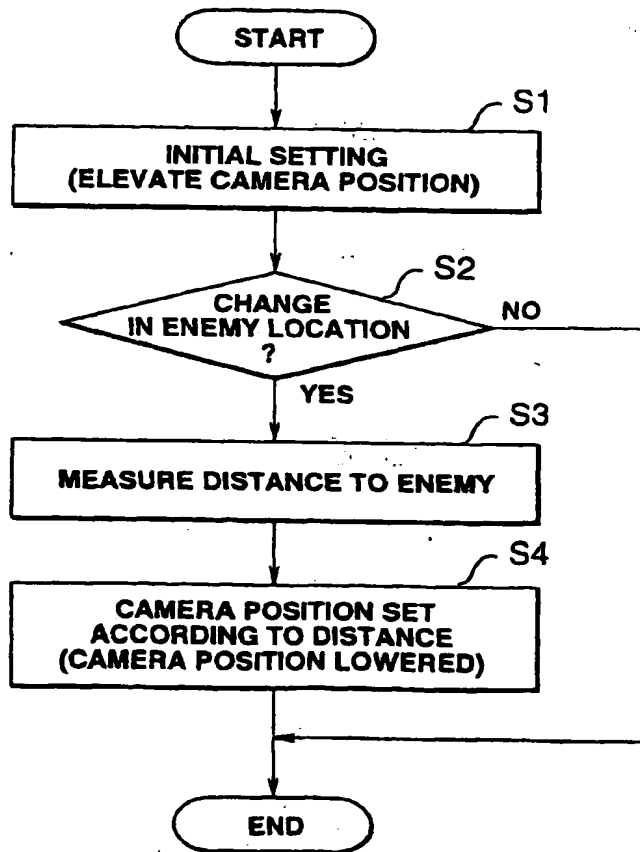 START
S1
INITIAL SETTING
(ELEVATE CAMERA POSITION)
S2
CHANGE
IN ENEMY LOCATION
?
NO
YES
S3
MEASURE DISTANCE TO ENEMY
S4
CAMERA POSITION SET
ACCORDING TO DISTANCE
(CAMERA POSITION LOWERED)
END